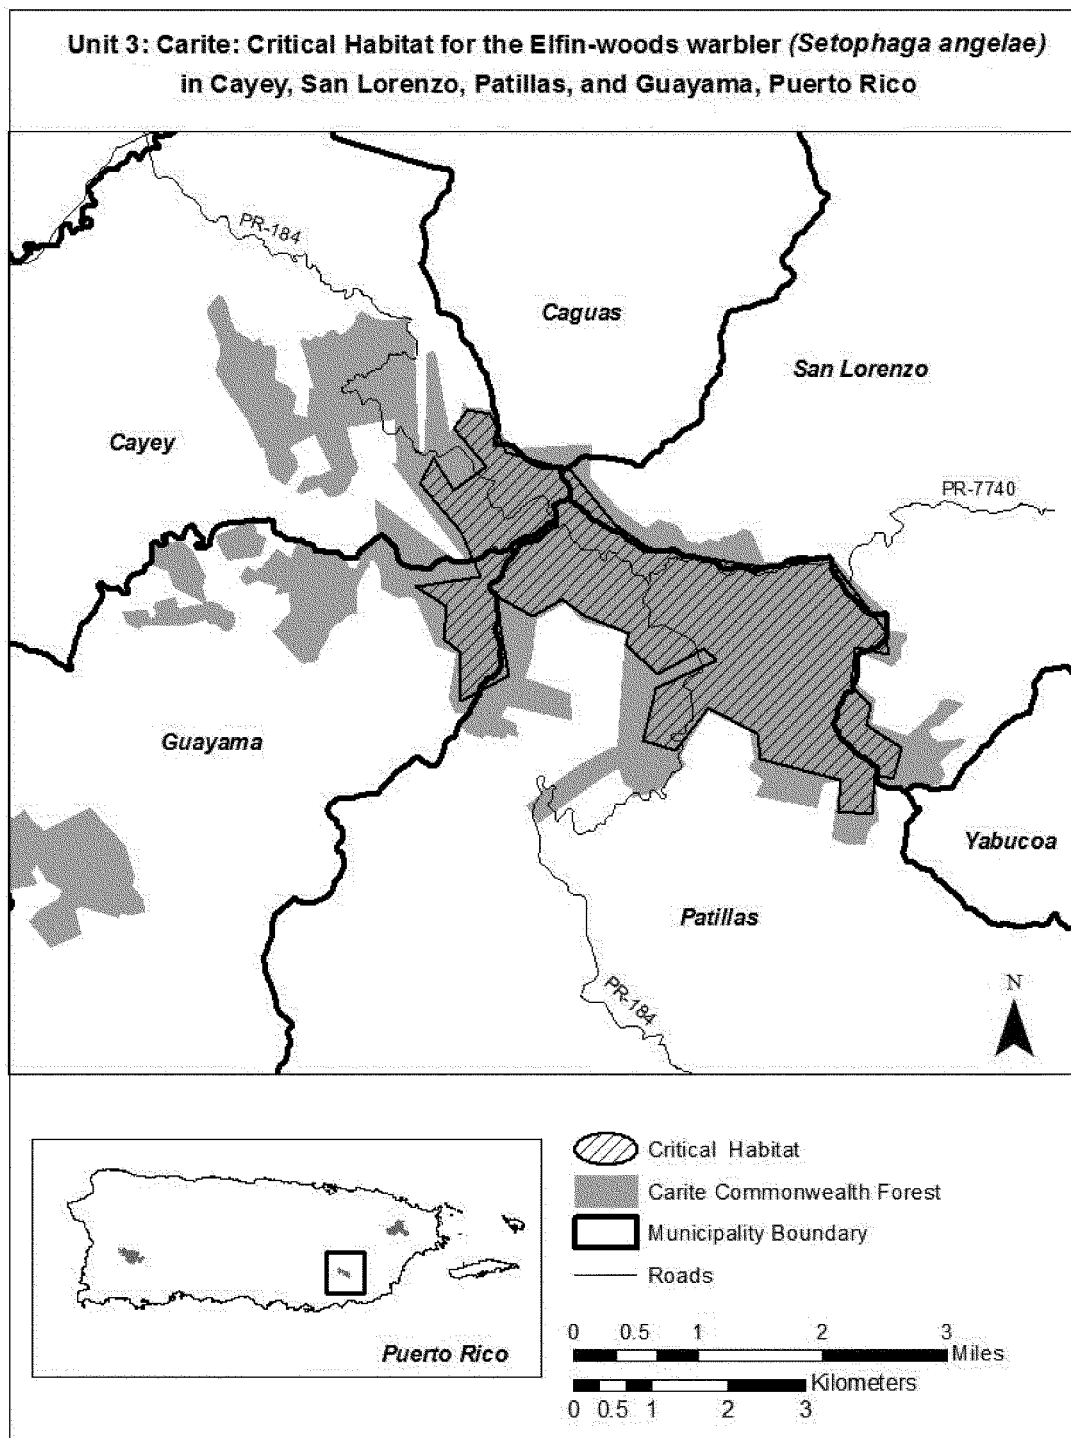 Unit 3: Carite: Critical Habitat for the Elfin-woods warbler (Setophaga angelae)
in Cayey, San Lorenzo, Patillas, and Guayama, Puerto Rico
PR-184
Caguas
San Lorenzo
Cayey
PR-7740
Guayama
Yabucoa
Patillas
PR-184
N
Puerto Rico
Critical Habitat
Carite Commonwealth Forest
Municipality Boundary
Roads
0 0.5 1 2 3
Miles
Kilometers
0 0.5 1 2 3